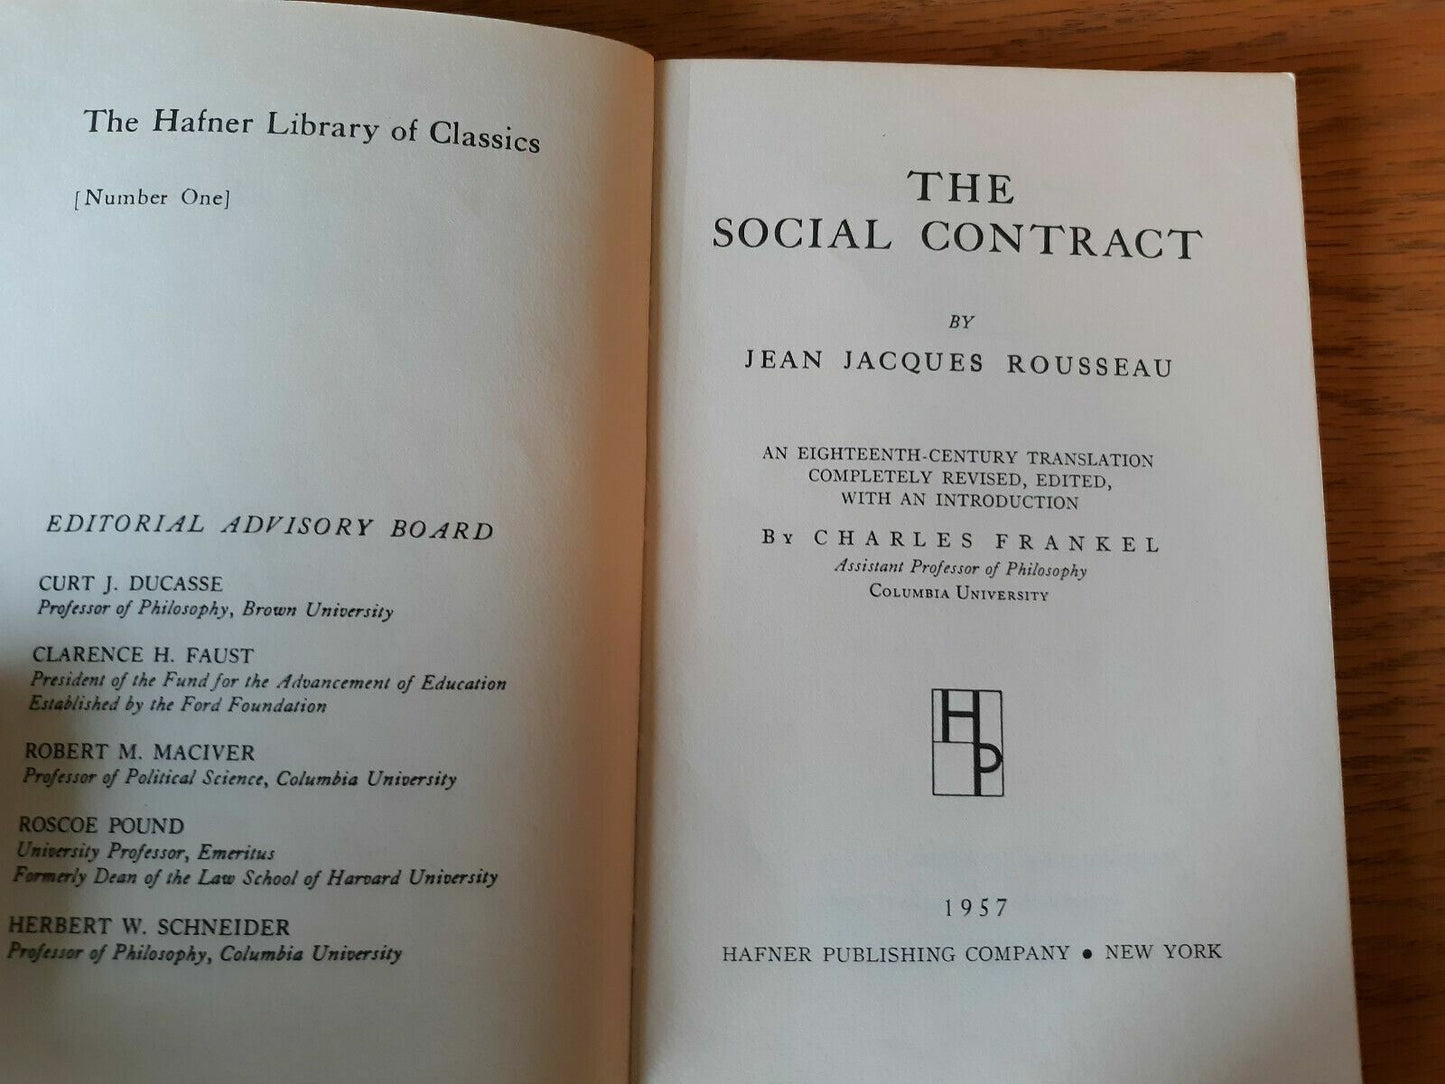 The Hafner Library of Classics
[Number One]
EDITORIAL ADVISORY BOARD
CURT J. DUCASSE
Professor of Philosophy, Brown University
CLARENCE H. FAUST
President of the Fund for the Advancement of Education
Established by the Ford Foundation
ROBERT M. MACIVER
Professor of Political Science, Columbia University
ROSCOE POUND
University Professor, Emeritus
Formerly Dean of the Law School of Harvard University
HERBERT W. SCHNEIDER
Professor of Philosophy, Columbia University
THE
SOCIAL CONTRACT
BY
JEAN JACQUES ROUSSEAU
AN EIGHTEENTH-CENTURY TRANSLATION
COMPLETELY REVISED, EDITED,
WITH AN INTRODUCTION
BY CHARLES FRANKEL
Assistant Professor of Philosophy
COLUMBIA UNIVERSITY
HP
1957
HAFNER PUBLISHING COMPANY • NEW YORK